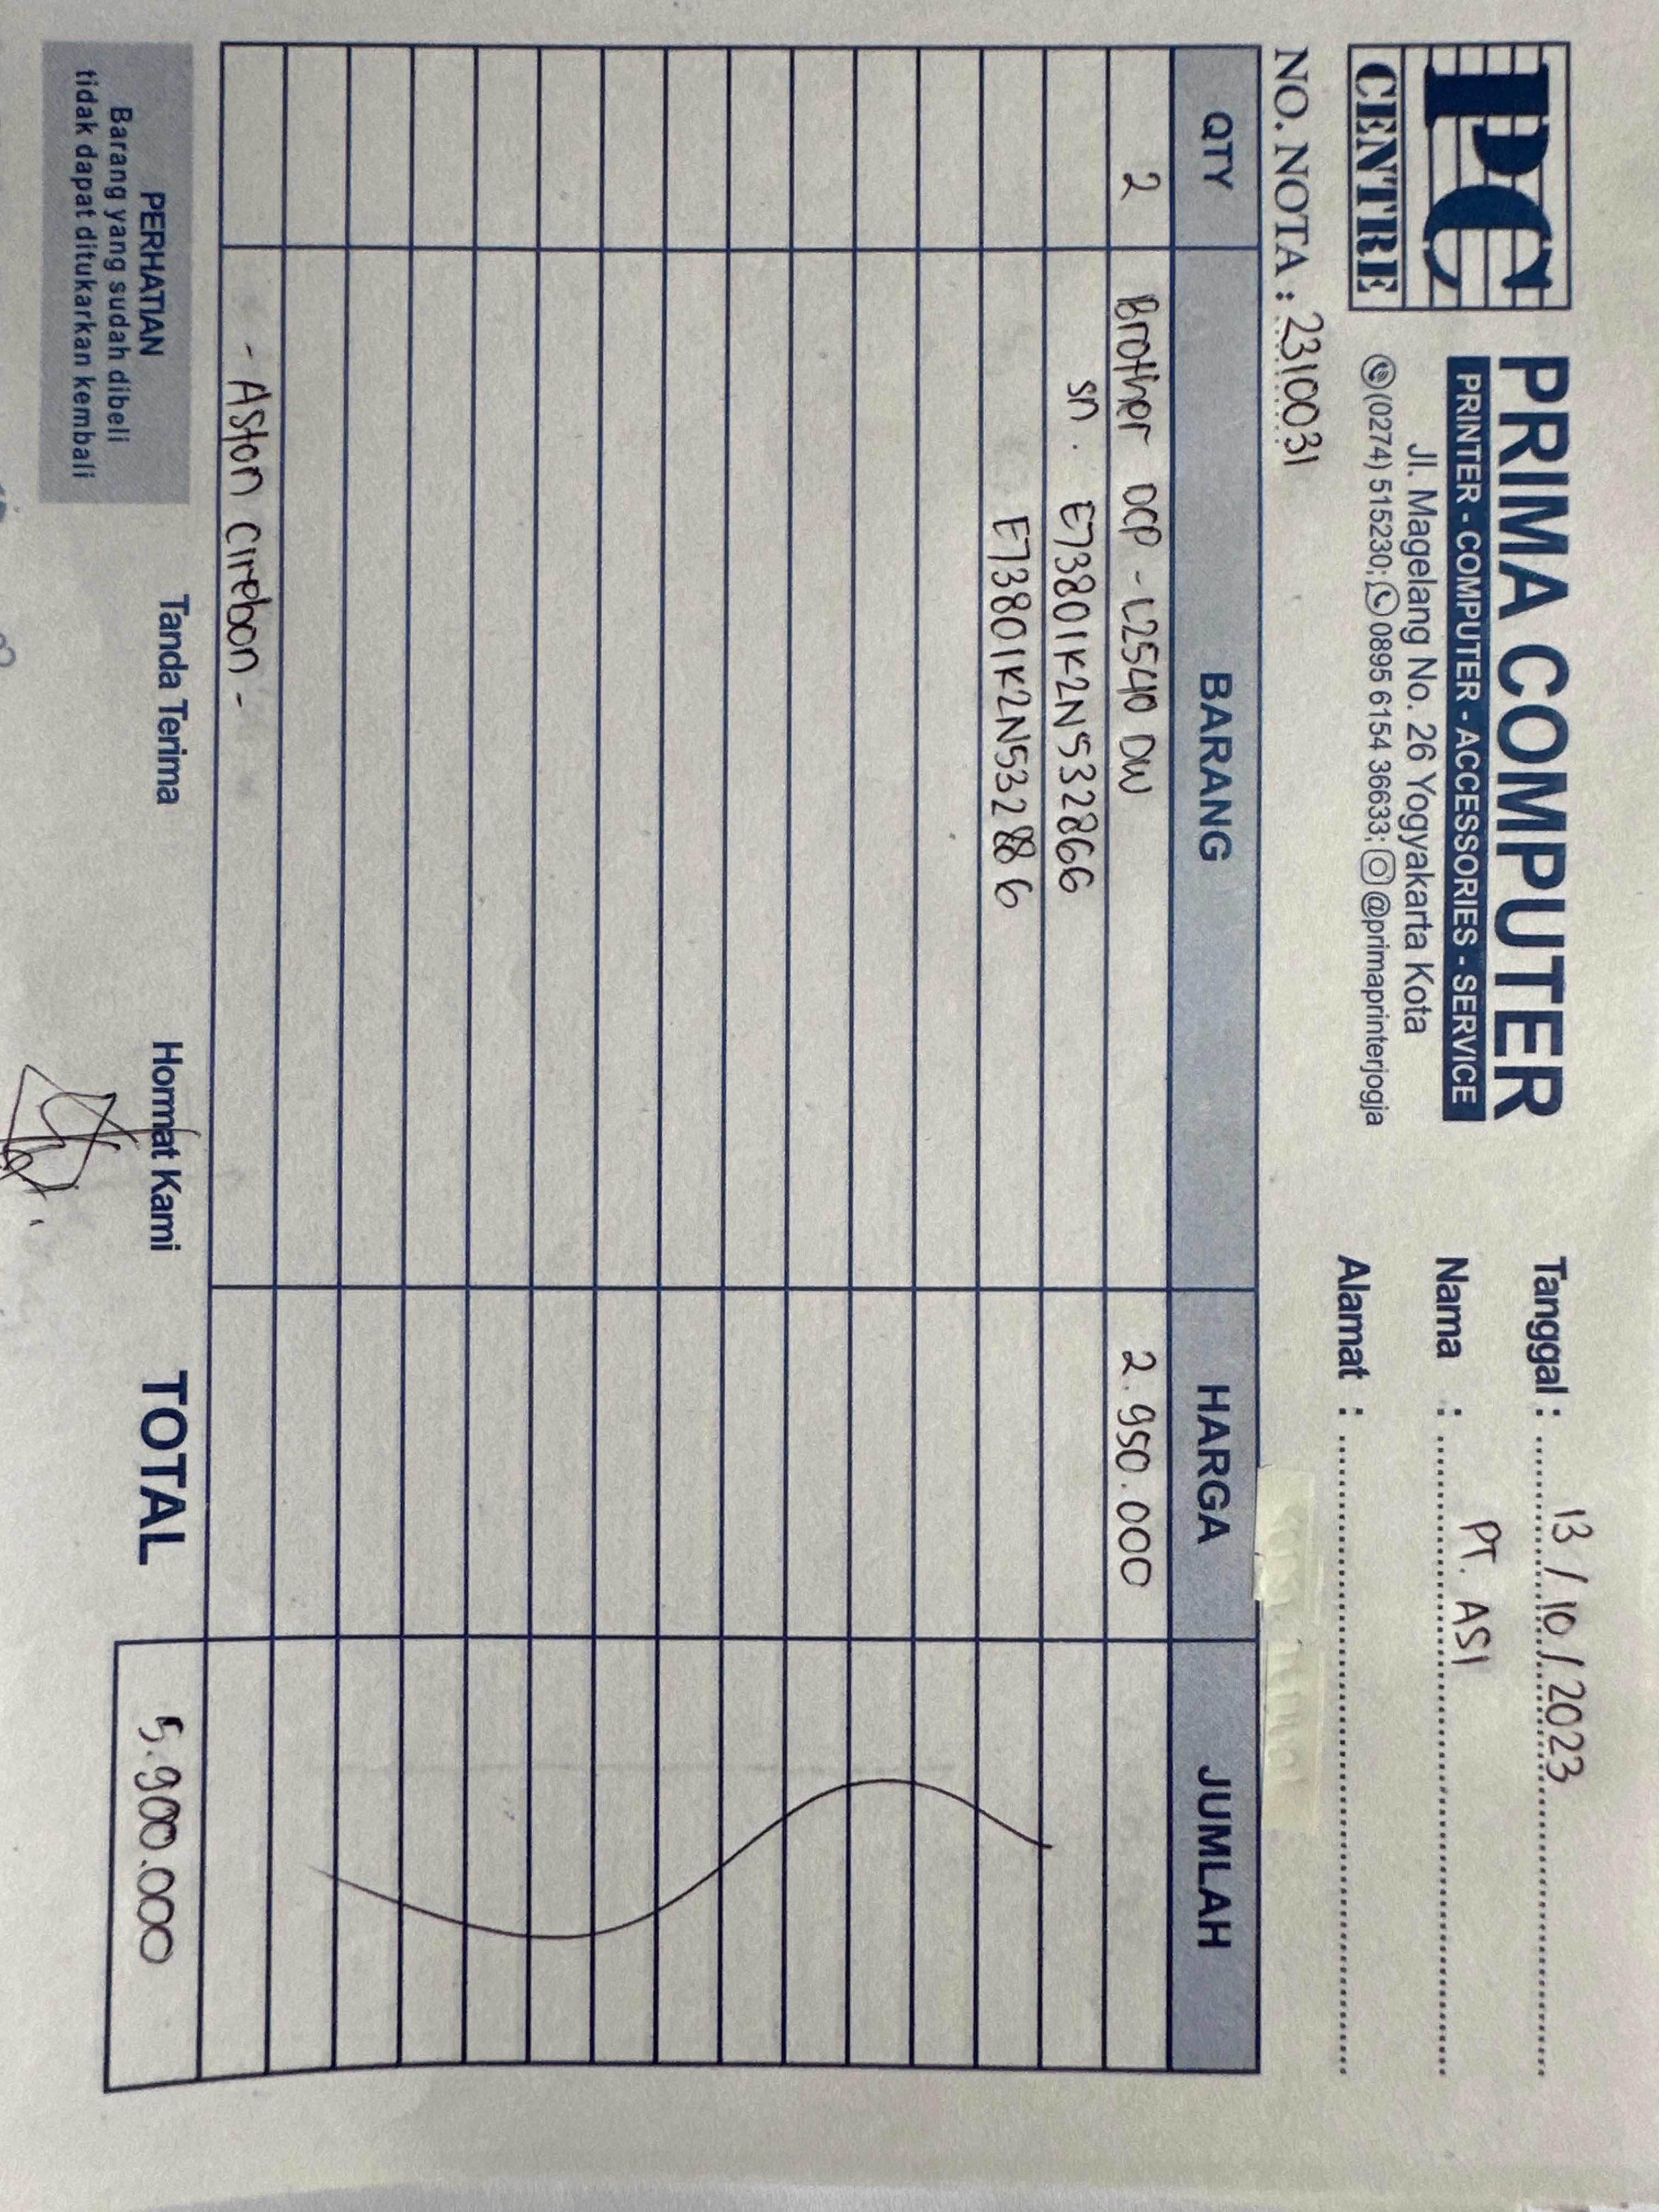 PC
CENTRE
PRIMA COMPUTER
PRINTER - COMPUTER - ACCESSORIES - SERVICE
Jl. Magelang No. 26 Yogyakarta Kota
(0274) 515230; 0895 6154 36633; @primaprinterjogja
Tanggal : 13/10/2023
Nama : PT. ASI
Alamat :
NO. NOTA : 2310031
QTY BARANG HARGA JUMLAH
2 Brother DCP-L2540 DW 2.950.000
sn. E73801K2N532866
E73801K2N532886
- Aston Cirebon -
PERHATIAN
Barang yang sudah dibeli
tidak dapat ditukarkan kembali
Tanda Terima
Hormat Kami
TOTAL 5.900.000